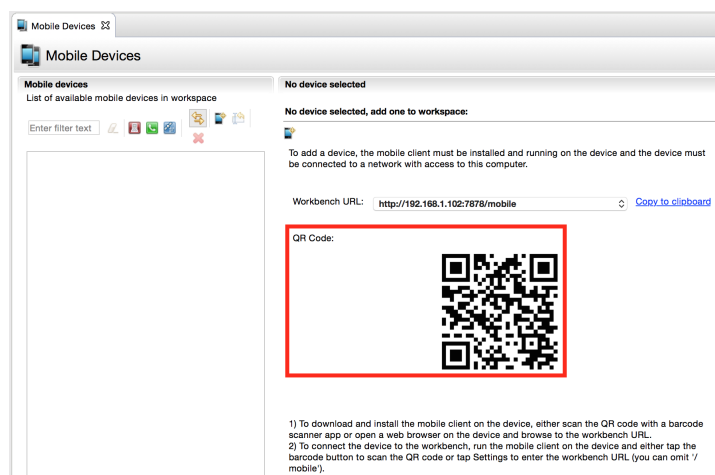 Mobile Devices
Mobile Devices
Mobile devices
List of available mobile devices in workspace
Enter filter text
No device selected
No device selected, add one to workspace:
To add a device, the mobile client must be installed and running on the device and the device must
be connected to a network with access to this computer.
Workbench URL: http://192.168.1.102:7878/mobile Copy to clipboard
QR Code:
1) To download and install the mobile client on the device, either scan the QR code with a barcode
scanner app or open a web browser on the device and browse to the workbench URL.
2) To connect the device to the workbench, run the mobile client on the device and either tap the
barcode button to scan the QR code or tap Settings to enter the workbench URL (you can omit '/
mobile').